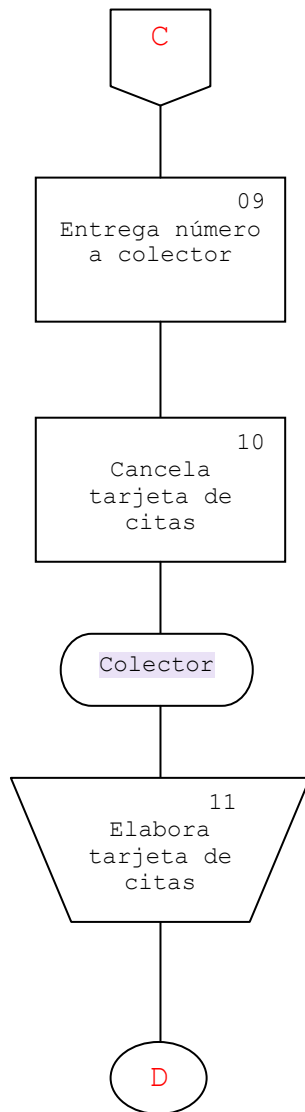 C
09
Entrega número
a colector
10
Cancela
tarjeta de
citas
Colector
11
Elabora
tarjeta de
citas
D